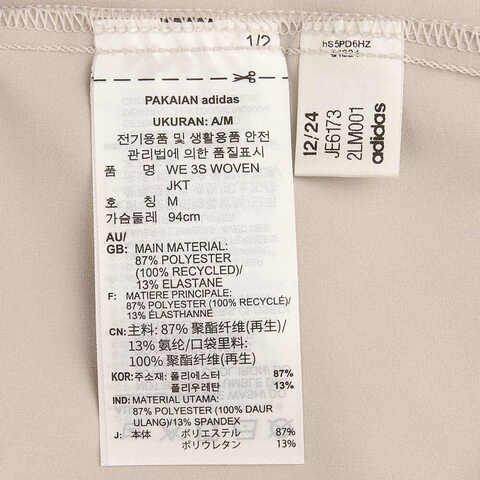 1/2
PAKAIAN adidas
UKURAN: A/M
전기용품 및 생활용품 안전
관리법에 의한 품질표시
품 명 WE 3S WOVEN
JKT
호 칭 M
가슴둘레 94cm
AU/
GB: MAIN MATERIAL:
87% POLYESTER
(100% RECYCLED)/
13% ELASTANE
F: MATIERE PRINCIPALE:
87% POLYESTER (100% RECYCLÉ)/
13% ÉLASTHANNE
CN: 主料: 87% 聚酯纤维(再生)/
13% 氨纶/口袋里料:
100% 聚酯纤维(再生)
KOR: 주소재: 폴리에스터 87%
폴리우레탄 13%
IND: MATERIAL UTAMA:
87% POLYESTER (100% DAUR
ULANG)/13% SPANDEX
J: 本体 ポリエステル 87%
ポリウレタン 13%
hS5PD6HZ
12/24
JE6173
2LM001
adidas